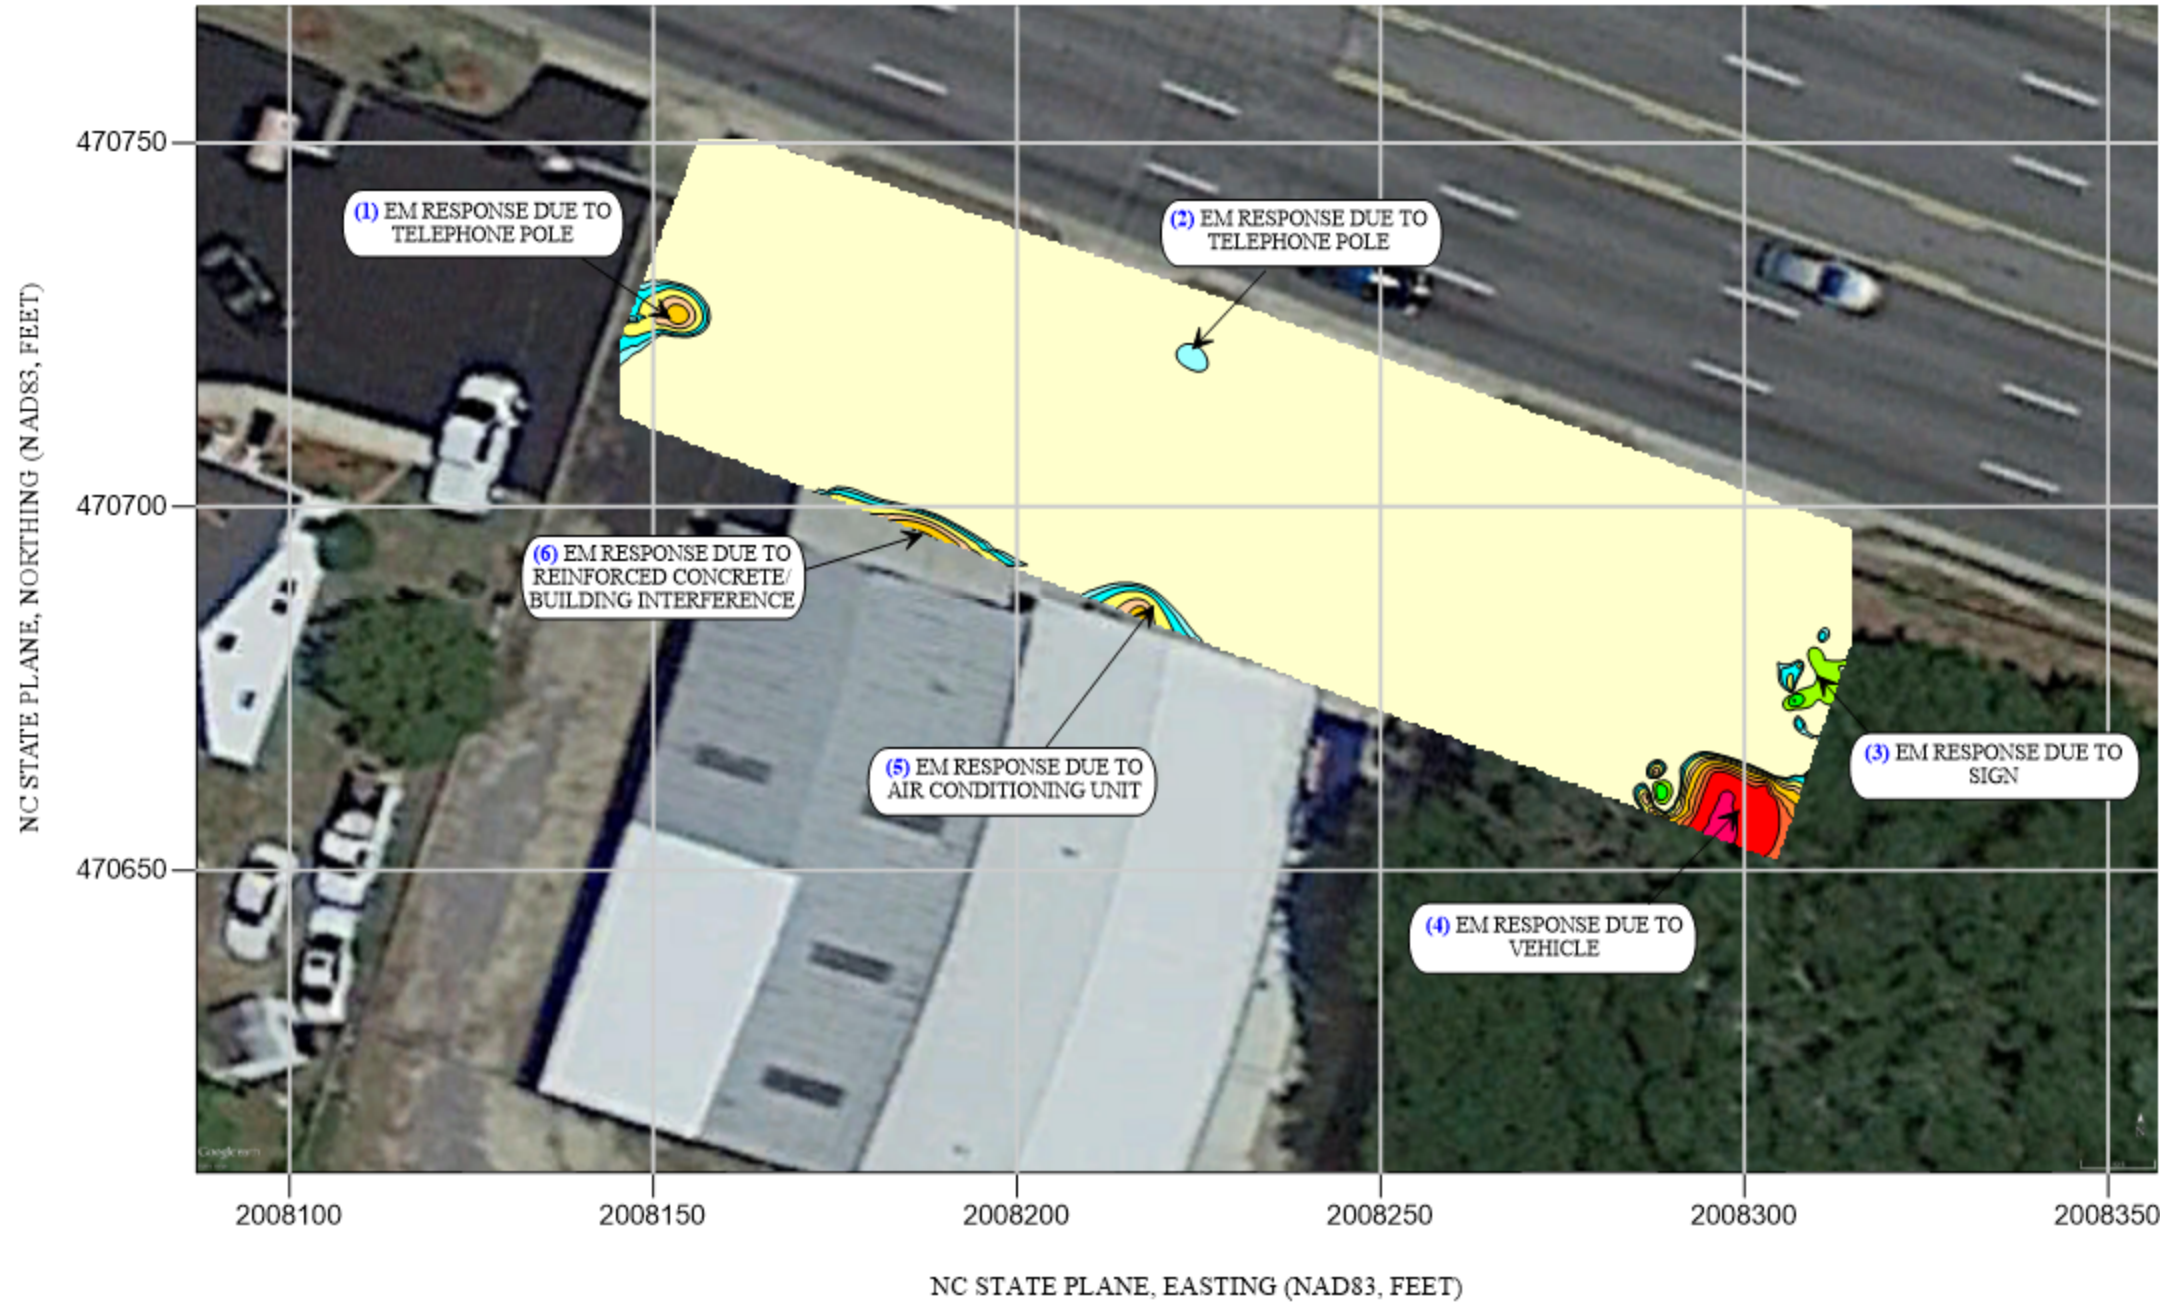 470750
(1) EM RESPONSE DUE TO
TELEPHONE POLE
(2) EM RESPONSE DUE TO
TELEPHONE POLE
NC STATE PLANE, NORTHING (NAD83, FEET)
470700
(6) EM RESPONSE DUE TO
REINFORCED CONCRETE/
BUILDING INTERFERENCE
(5) EM RESPONSE DUE TO
AIR CONDITIONING UNIT
(3) EM RESPONSE DUE TO
SIGN
470650
(4) EM RESPONSE DUE TO
VEHICLE
Google
2008100
2008150
2008200
2008250
2008300
2008350
NC STATE PLANE, EASTING (NAD83, FEET)